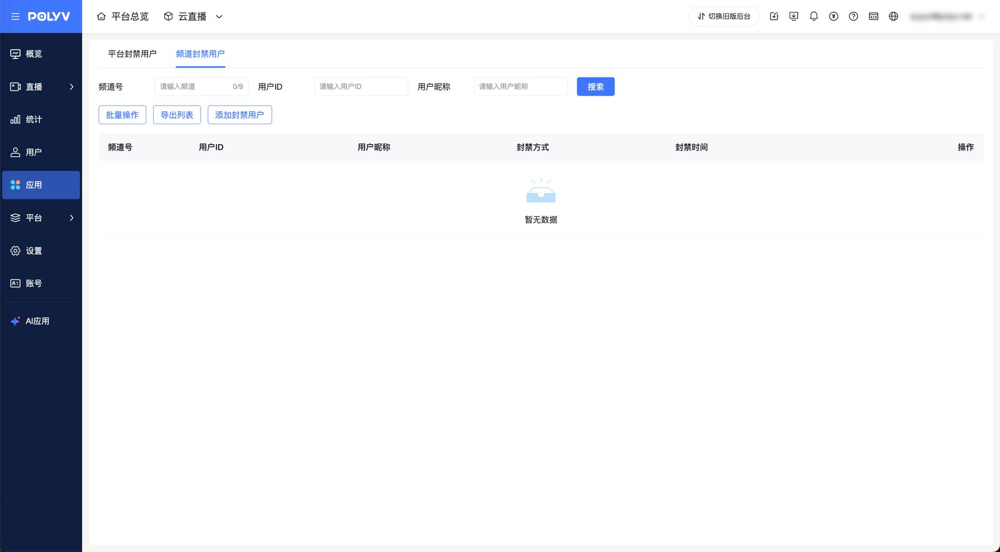 POLYV
平台总览
云直播
切换旧版后台
概览
直播
统计
用户
应用
平台
设置
账号
AI应用
平台封禁用户
频道封禁用户
频道号
请输入频道
0/9
用户ID
请输入用户ID
用户昵称
请输入用户昵称
搜索
批量操作
导出列表
添加封禁用户
频道号
用户ID
用户昵称
封禁方式
封禁时间
操作
暂无数据